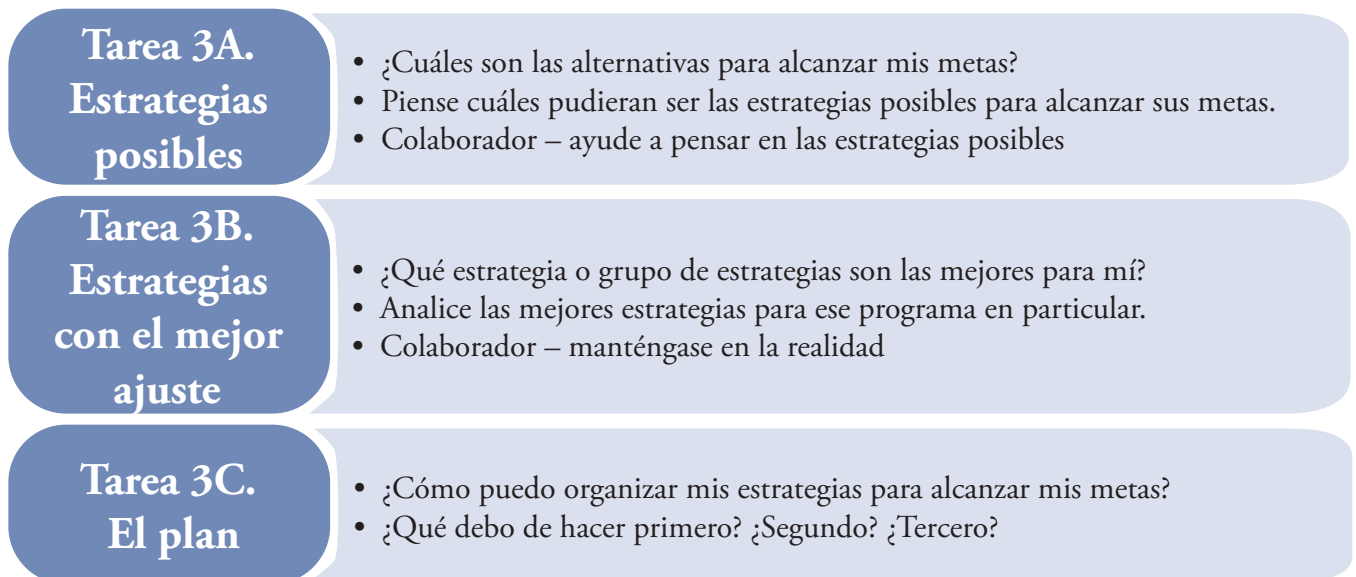 Tarea 3A.
Estrategias
posibles
• ¿Cuáles son las alternativas para alcanzar mis metas?
• Piense cuáles pudieran ser las estrategias posibles para alcanzar sus metas.
• Colaborador – ayude a pensar en las estrategias posibles
Tarea 3B.
Estrategias
con el mejor
ajuste
• ¿Qué estrategia o grupo de estrategias son las mejores para mí?
• Analice las mejores estrategias para ese programa en particular.
• Colaborador – manténgase en la realidad
Tarea 3C.
El plan
• ¿Cómo puedo organizar mis estrategias para alcanzar mis metas?
• ¿Qué debo de hacer primero? ¿Segundo? ¿Tercero?